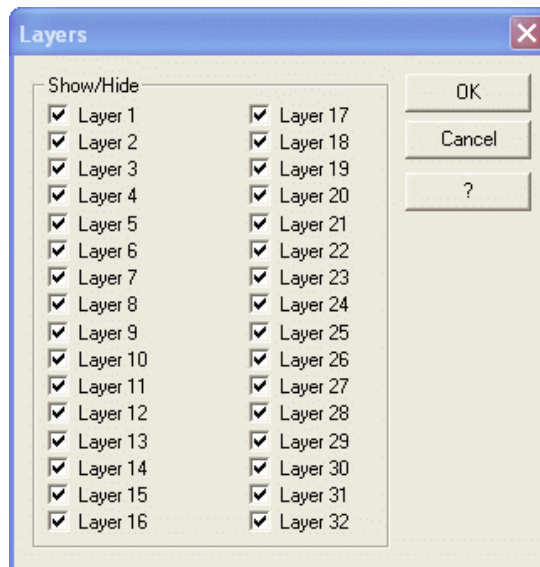 Layers
Show/Hide
Layer 1
Layer 2
Layer 3
Layer 4
Layer 5
Layer 6
Layer 7
Layer 8
Layer 9
Layer 10
Layer 11
Layer 12
Layer 13
Layer 14
Layer 15
Layer 16
Layer 17
Layer 18
Layer 19
Layer 20
Layer 21
Layer 22
Layer 23
Layer 24
Layer 25
Layer 26
Layer 27
Layer 28
Layer 29
Layer 30
Layer 31
Layer 32
OK
Cancel
?